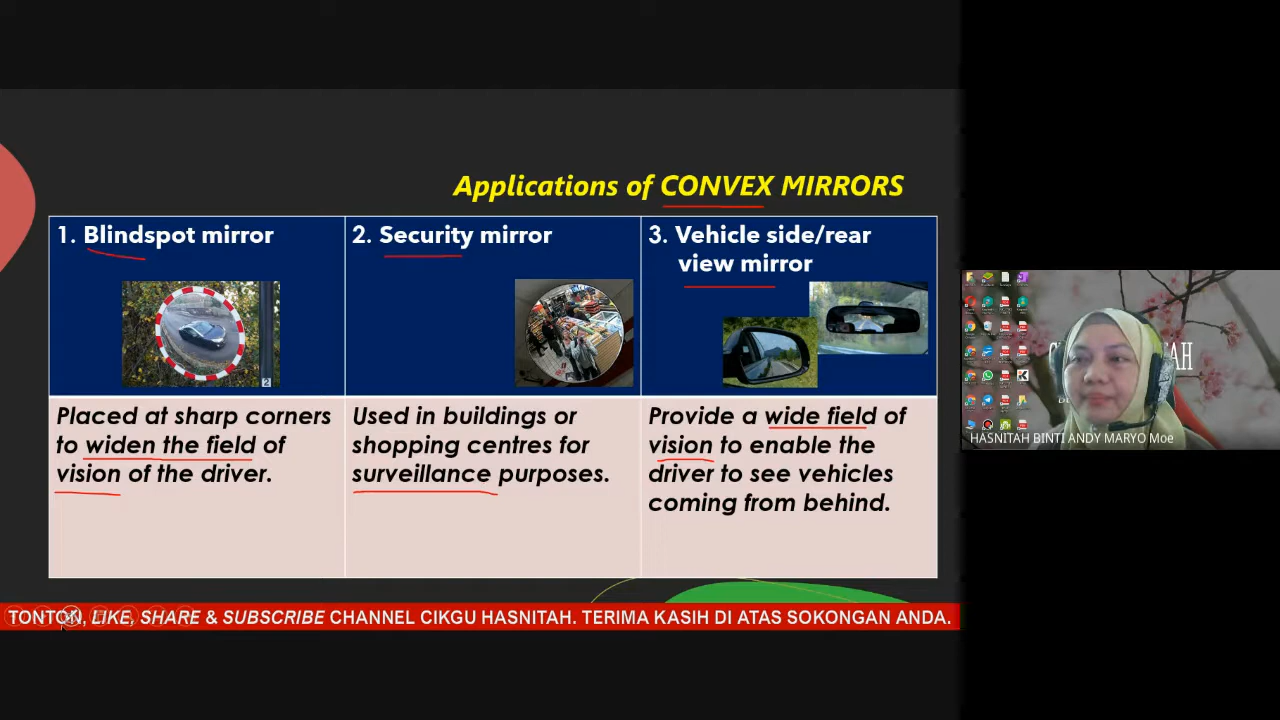 Applications of CONVEX MIRRORS
1. Blindspot mirror
2. Security mirror
3. Vehicle side/rear
view mirror
2
Placed at sharp corners
to widen the field of
vision of the driver.
Used in buildings or
shopping centres for
surveillance purposes.
Provide a wide field of
vision to enable the
driver to see vehicles
coming from behind.
HASNITAH BINTI ANDY MARYO Moe
TONTON, LIKE, SHARE & SUBSCRIBE CHANNEL CIKGU HASNITAH. TERIMA KASIH DI ATAS SOKONGAN ANDA.